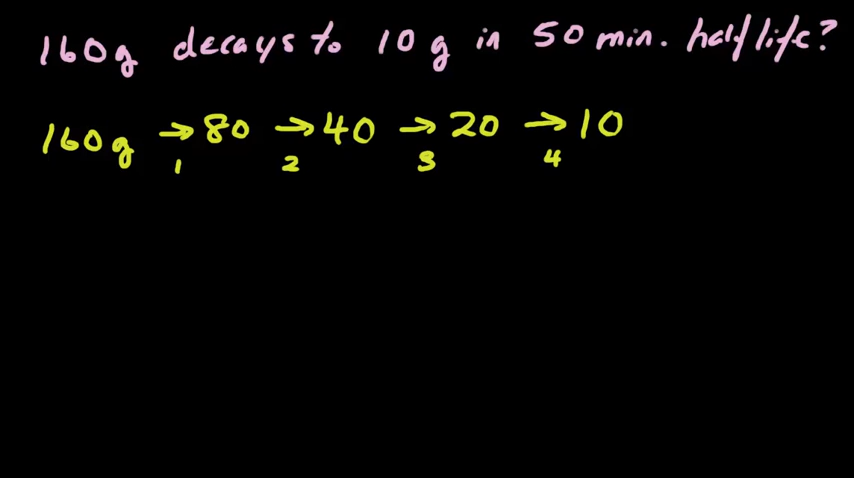 160g decays to 10 g in 50 min. half life?
160g → 80 → 40 → 20 → 10
1 2 3 4